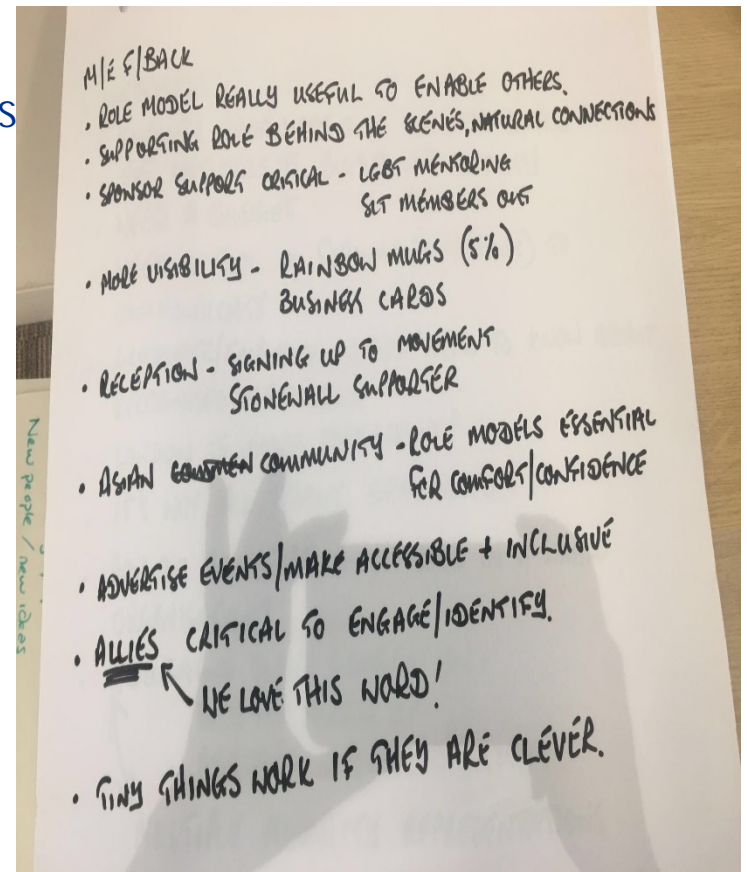 M/E F/BACK
• ROLE MODEL REALLY USEFUL TO ENABLE OTHERS.
• SUPPORTING ROLE BEHIND THE SCENES, NATURAL CONNECTIONS
• SPONSOR SUPPORT CRITICAL - LGBT MENTORING
SLT MEMBERS OUT
• MORE VISIBILITY - RAINBOW MUGS (5%)
BUSINESS CARDS
• RECEPTION - SIGNING UP TO MOVEMENT
STONEWALL SUPPORTER
• ASIAN COMMUNITY - ROLE MODELS ESSENTIAL
FOR COMFORT/CONFIDENCE
• ADVERTISE EVENTS/MAKE ACCESSIBLE + INCLUSIVE
• ALLIES CRITICAL TO ENGAGE/IDENTIFY.
WE LOVE THIS WORD!
• TINY THINGS WORK IF THEY ARE CLEVER.
New people / new ideas
S